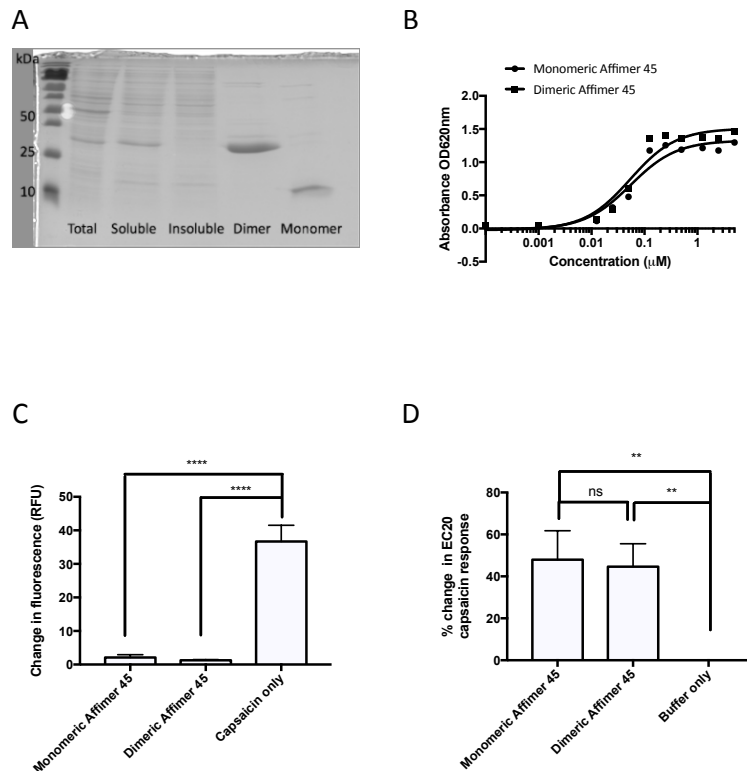 A
kDa
50
25
10
Total Soluble Insoluble Dimer Monomer
B
Monomeric Affimer 45
Dimeric Affimer 45
Absorbance OD620nm
2.0
1.5
1.0
0.5
0.0
-0.5
0.001 0.01 0.1 1
Concentration (μM)
C
Change in fluorescence (RFU)
50
40
30
20
10
0
****
****
Monomeric Affimer 45
Dimeric Affimer 45
Capsaicin only
D
% change in EC20
capsaicin response
80
60
40
20
0
**
ns
**
Monomeric Affimer 45
Dimeric Affimer 45
Buffer only